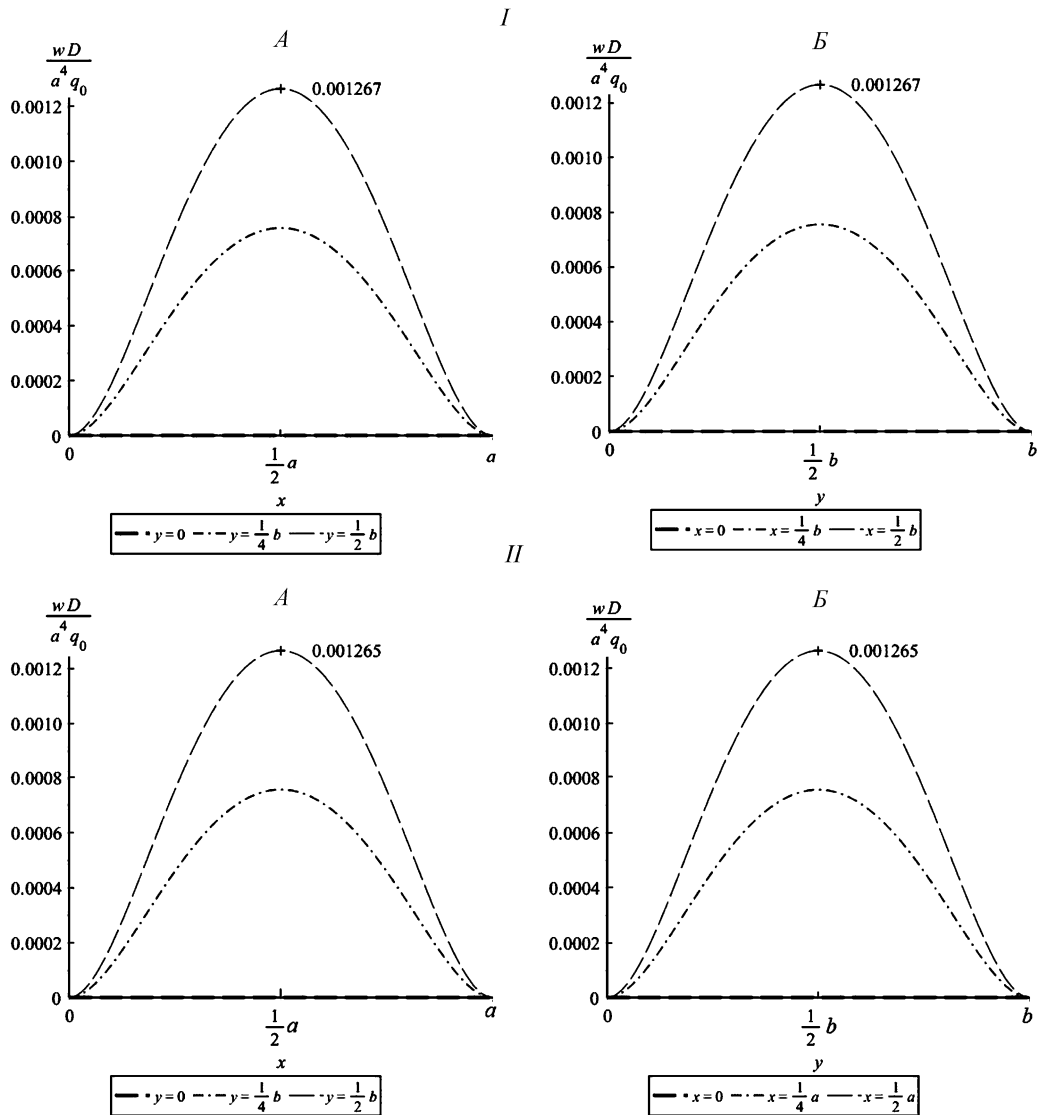 I
А
Б
wD
a⁴q₀
0.0012
0.0010
0.0008
0.0006
0.0004
0.0002
0
0.001267
0
1/2 a
a
x
y = 0 y = 1/4 b y = 1/2 b
wD
a⁴q₀
0.0012
0.0010
0.0008
0.0006
0.0004
0.0002
0
0.001267
0
1/2 b
b
y
x = 0 x = 1/4 b x = 1/2 b
II
А
Б
wD
a⁴q₀
0.0012
0.0010
0.0008
0.0006
0.0004
0.0002
0
0.001265
0
1/2 a
a
x
y = 0 y = 1/4 b y = 1/2 b
wD
a⁴q₀
0.0012
0.0010
0.0008
0.0006
0.0004
0.0002
0
0.001265
0
1/2 b
b
y
x = 0 x = 1/4 a x = 1/2 a